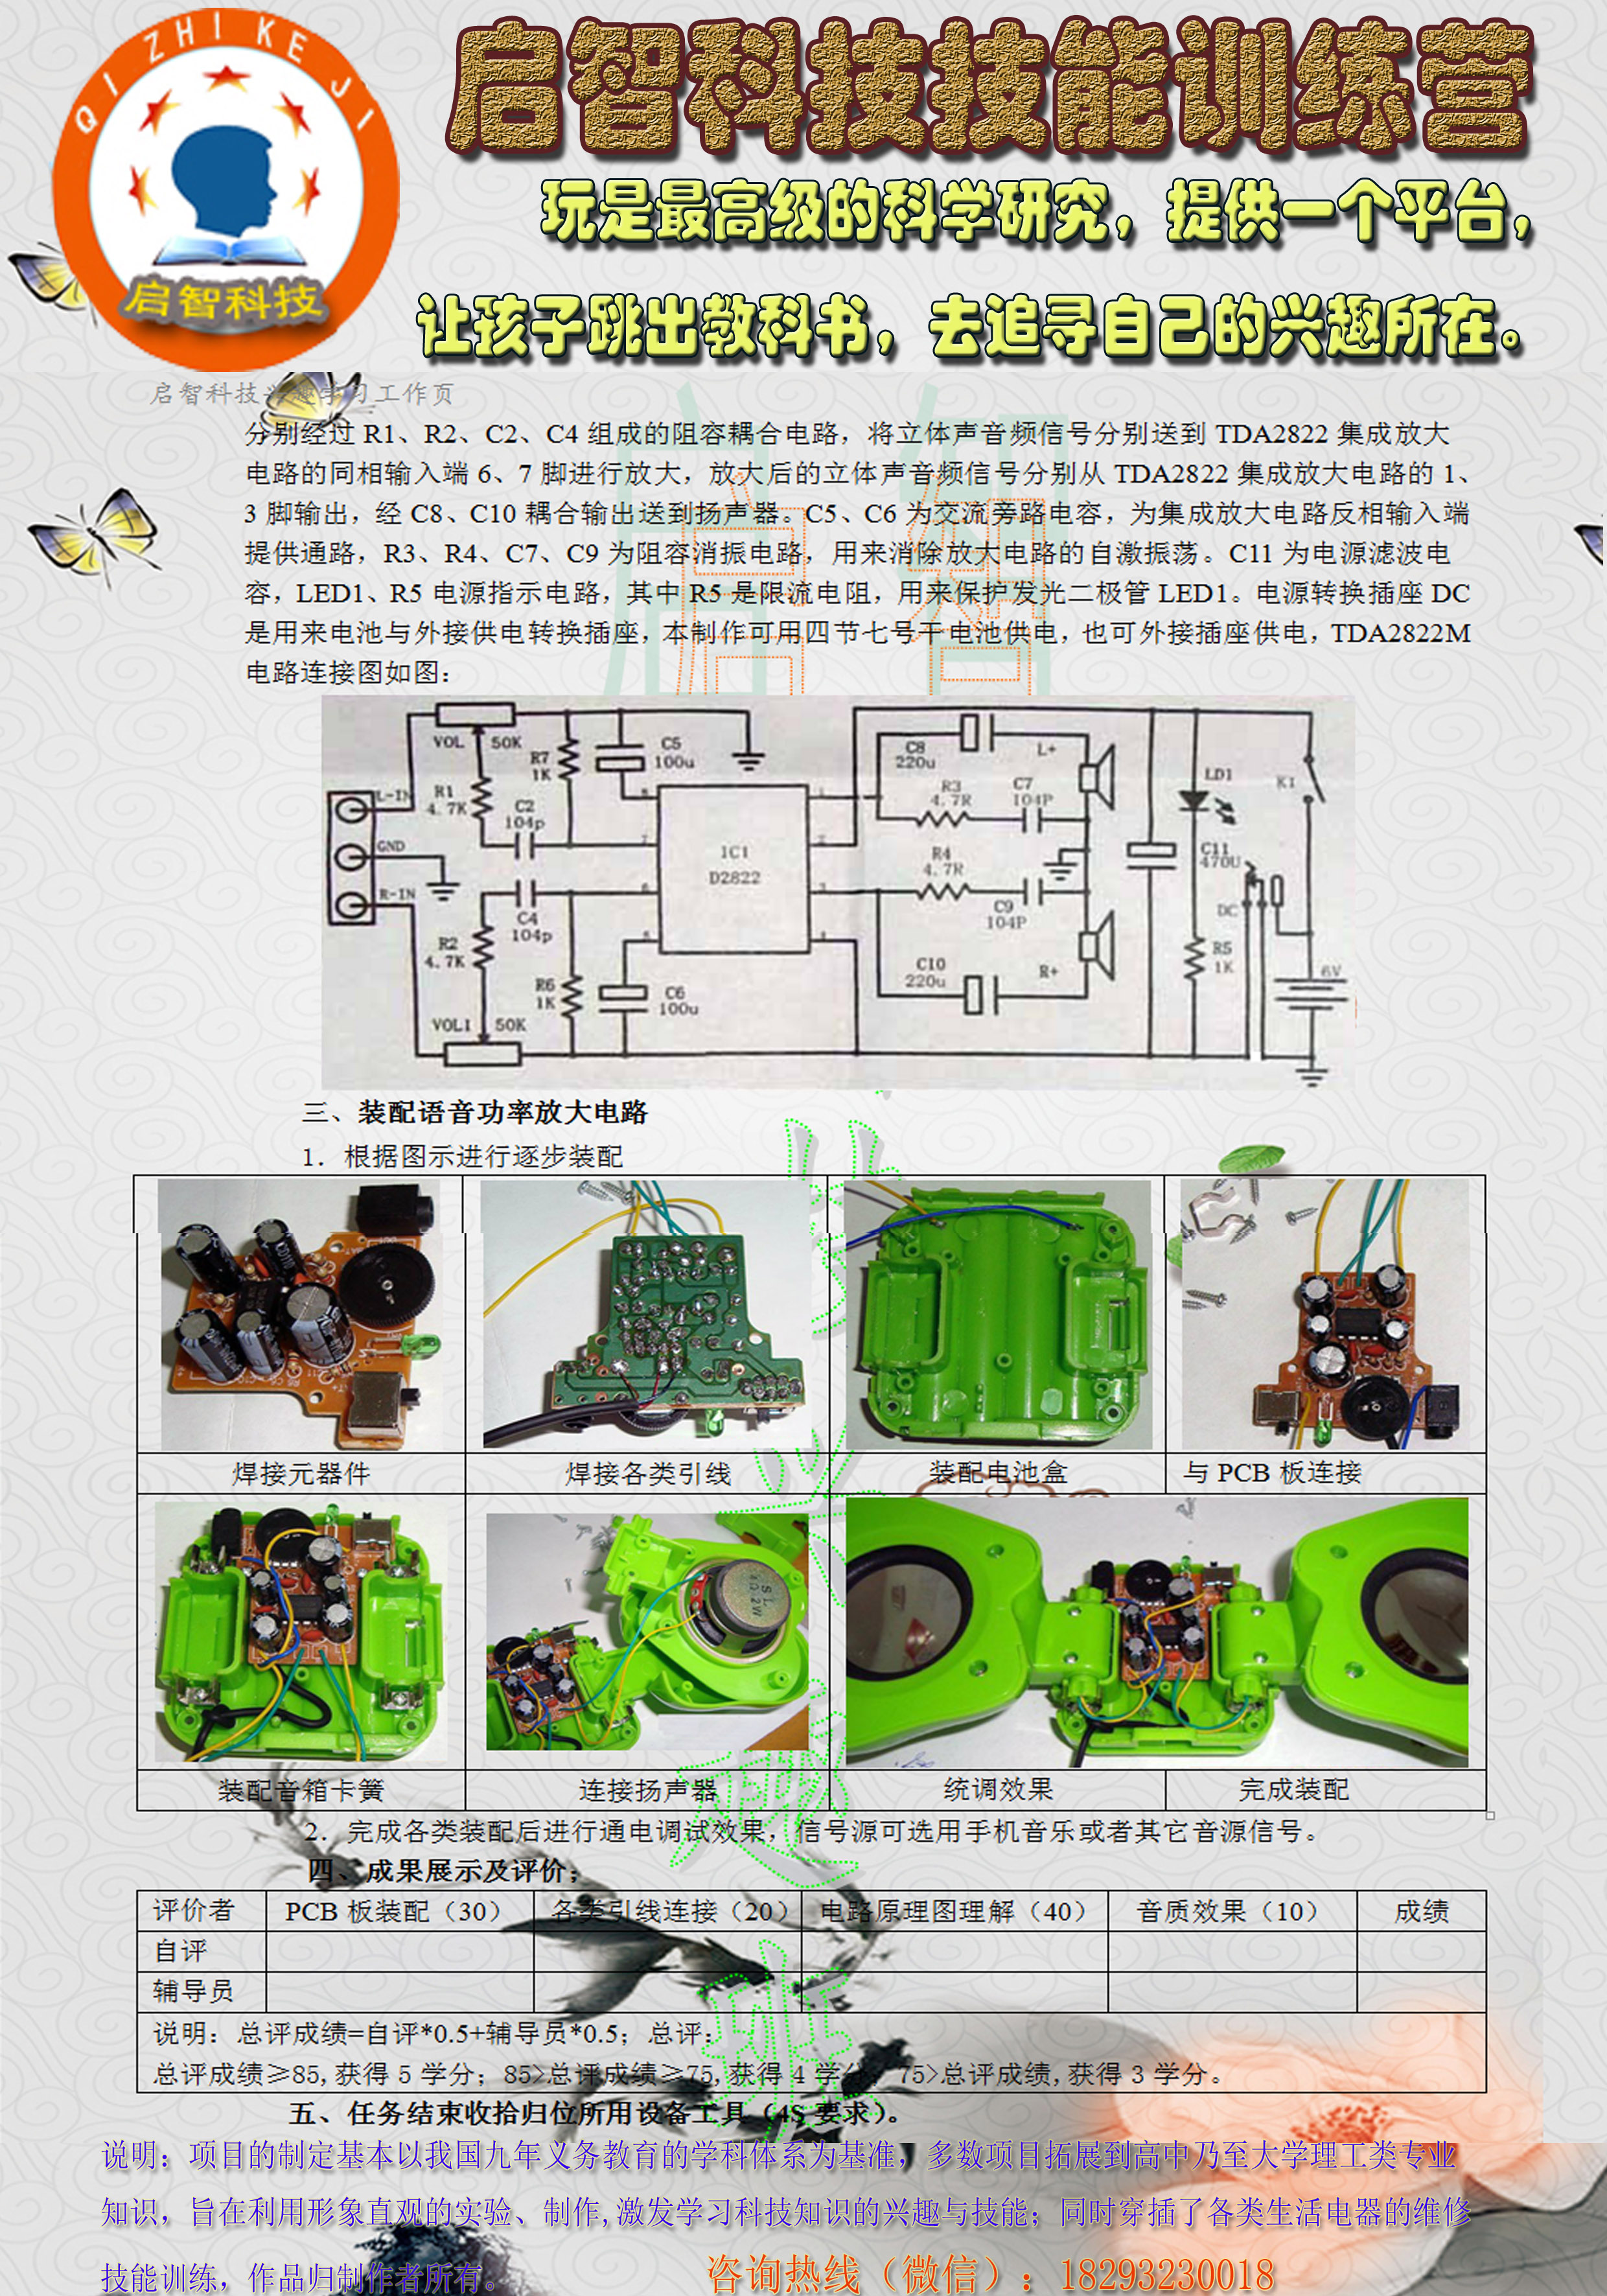 QI ZHI KE JI
启智科技
启智科技技能训练营
玩是最高级的科学研究，提供一个平台，
让孩子跳出教科书，去追寻自己的兴趣所在。
启智科技兴趣学习工作页
分别经过 R1、R2、C2、C4 组成的阻容耦合电路，将立体声音频信号分别送到 TDA2822 集成放大
电路的同相输入端 6、7 脚进行放大，放大后的立体声音频信号分别从 TDA2822 集成放大电路的 1、
3 脚输出，经 C8、C10 耦合输出送到扬声器。C5、C6 为交流旁路电容，为集成放大电路反相输入端
提供通路，R3、R4、C7、C9 为阻容消振电路，用来消除放大电路的自激振荡。C11 为电源滤波电
容，LED1、R5 电源指示电路，其中 R5 是限流电阻，用来保护发光二极管 LED1。电源转换插座 DC
是用来电池与外接供电转换插座，本制作可用四节七号干电池供电，也可外接插座供电，TDA2822M
电路连接图如图：
启智
L-IN
GND
R-IN
VOL 50K
R1
4.7K
C2
104p
R7
1K
C5
100u
C4
104p
R2
4.7K
VOL1 50K
R6
1K
C6
100u
8
7
6
5
IC1
D2822
1
2
3
4
C8
220u
L+
R3
4.7R
C7
104P
R4
4.7R
C9
104P
C10
220u
R+
C11
470U
LD1
R5
1K
K1
DC
6V
三、装配语音功率放大电路
1．根据图示进行逐步装配
焊接元器件 焊接各类引线 装配电池盒 与 PCB 板连接
SL
4Ω2W
装配音箱卡簧 连接扬声器 统调效果 完成装配
2．完成各类装配后进行通电调试效果，信号源可选用手机音乐或者其它音源信号。
四、成果展示及评价；
评价者 PCB 板装配（30） 各类引线连接（20） 电路原理图理解（40） 音质效果（10） 成绩
自评
辅导员
说明：总评成绩=自评*0.5+辅导员*0.5；总评：
总评成绩≥85,获得 5 学分；85>总评成绩≥75,获得 4 学分；75>总评成绩,获得 3 学分。
五、任务结束收拾归位所用设备工具（4S 要求）。
说明：项目的制定基本以我国九年义务教育的学科体系为基准，多数项目拓展到高中乃至大学理工类专业
知识，旨在利用形象直观的实验、制作,激发学习科技知识的兴趣与技能；同时穿插了各类生活电器的维修
技能训练，作品归制作者所有。
咨询热线（微信）：18293230018